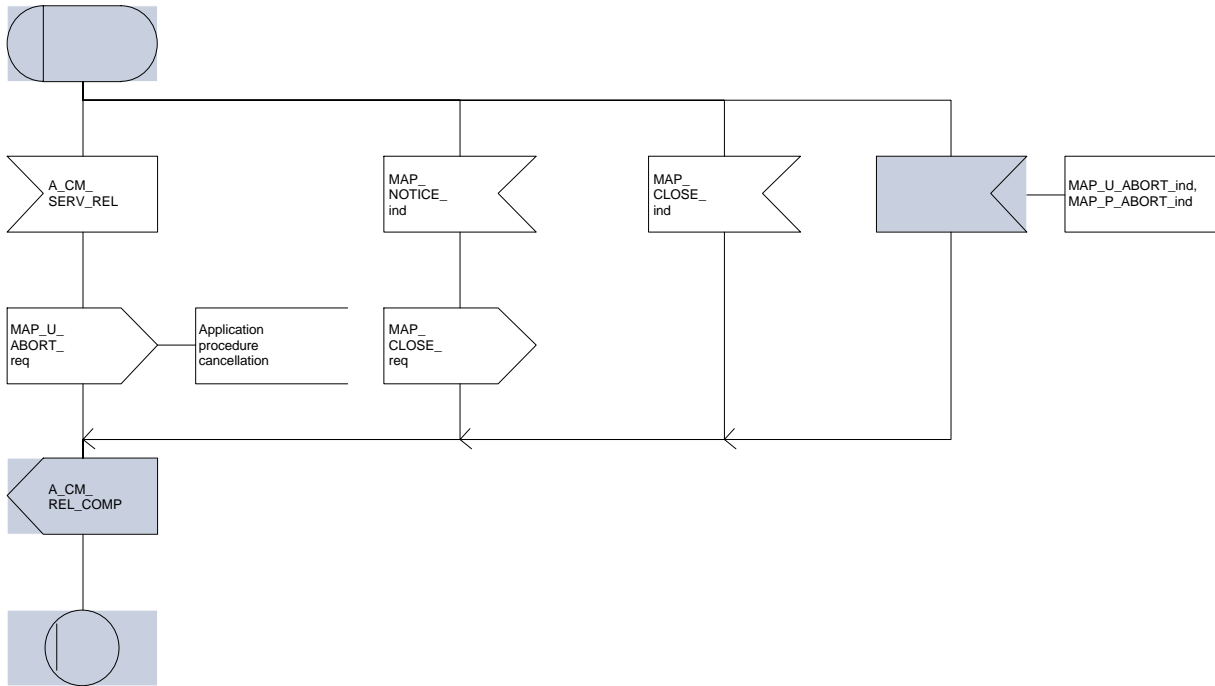 A_CM_
SERV_REL
MAP_
NOTICE_
ind
MAP_
CLOSE_
ind
MAP_U_ABORT_ind,
MAP_P_ABORT_ind
MAP_U_
ABORT_
req
Application
procedure
cancellation
MAP_
CLOSE_
req
A_CM_
REL_COMP